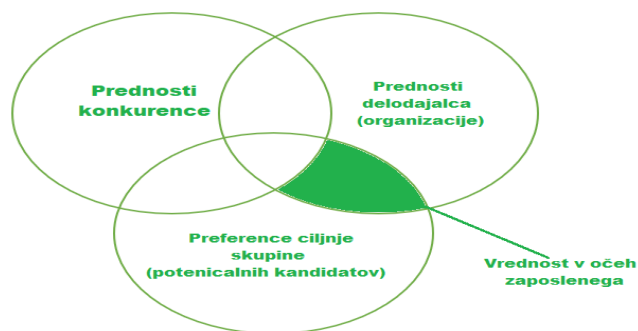 Prednosti
konkurence
Prednosti
delodajalca
(organizacije)
Preference ciljnje
skupine
(potenicalnih kandidatov)
Vrednost v očeh
zaposlenega